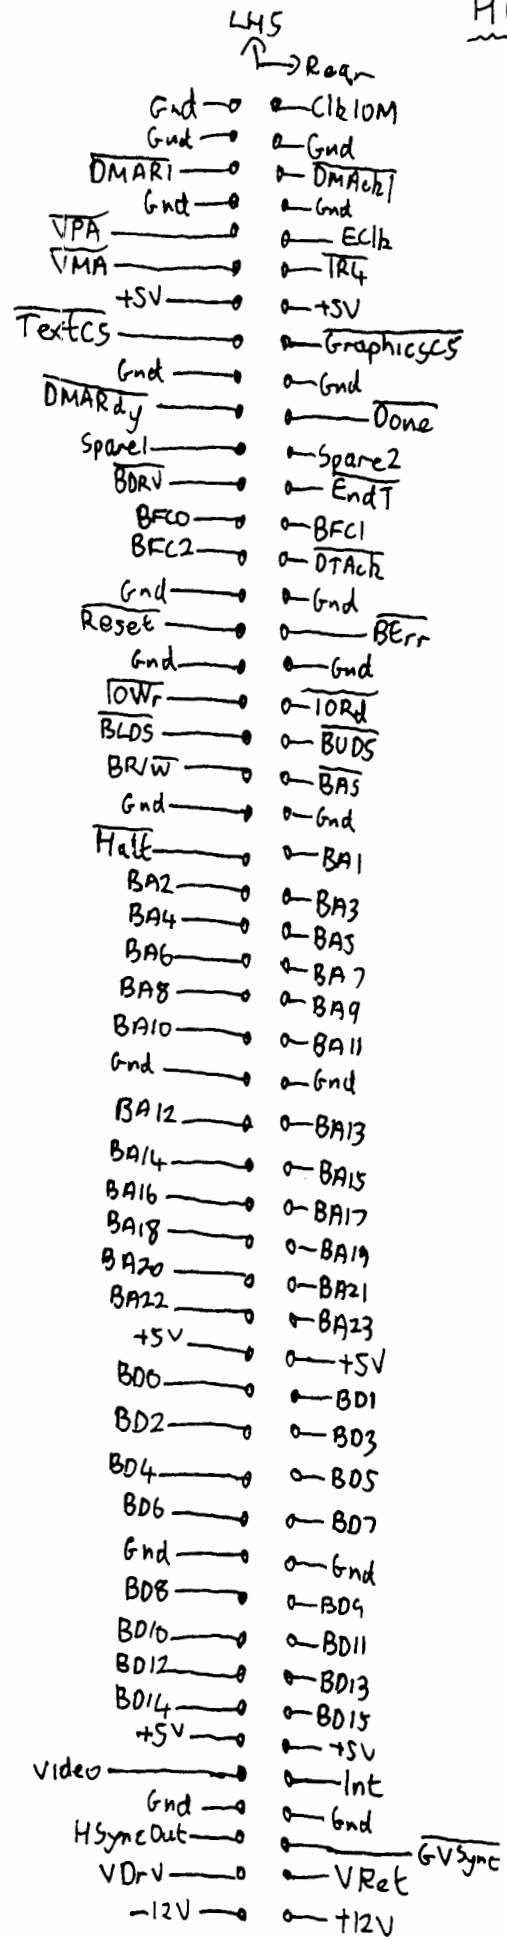 H
LHS
Rear
Gnd Clk10M
Gnd Gnd
DMAR1 DMAck1
Gnd Gnd
VPA EClk
VMA IR4
+5V +5V
TextCS GraphicsCS
Gnd Gnd
DMARdy Done
Spare1 Spare2
BDRV EndT
BFC0 BFC1
BFC2 DTAck
Gnd Gnd
Reset BErr
Gnd Gnd
IOWr IORd
BLDS BUDS
BR/W BAS
Gnd Gnd
Halt BA1
BA2 BA3
BA4 BA5
BA6 BA7
BA8 BA9
BA10 BA11
Gnd Gnd
BA12 BA13
BA14 BA15
BA16 BA17
BA18 BA19
BA20 BA21
BA22 BA23
+5V +5V
BD0 BD1
BD2 BD3
BD4 BD5
BD6 BD7
Gnd Gnd
BD8 BD9
BD10 BD11
BD12 BD13
BD14 BD15
+5V +5V
Video Int
Gnd Gnd
HSyncOut GVSync
VDrV VRet
-12V +12V